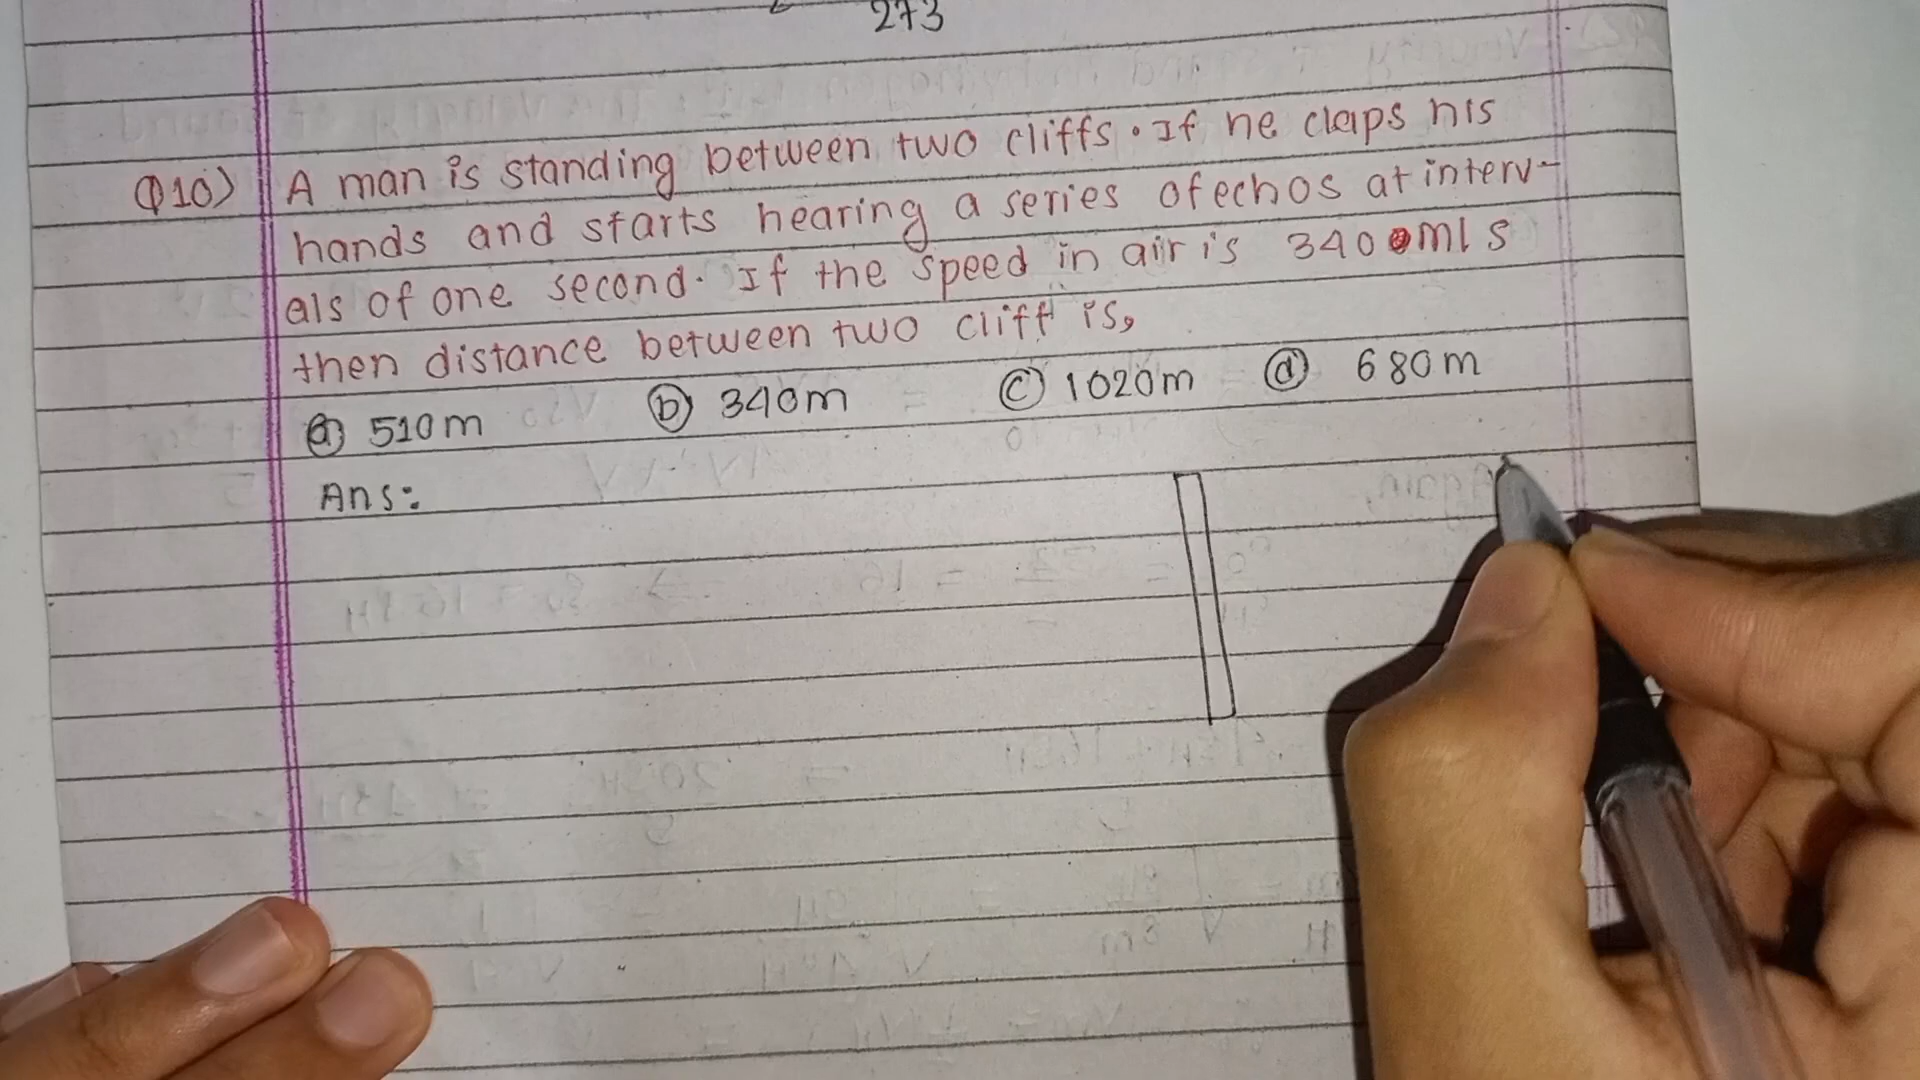 273
Q10) A man is standing between two cliffs. If he claps his
hands and starts hearing a series of echos at interv-
als of one second. If the speed in air is 340 m/s
then distance between two cliff is,
(a) 510m (b) 340m (c) 1020m (d) 680m
Ans: